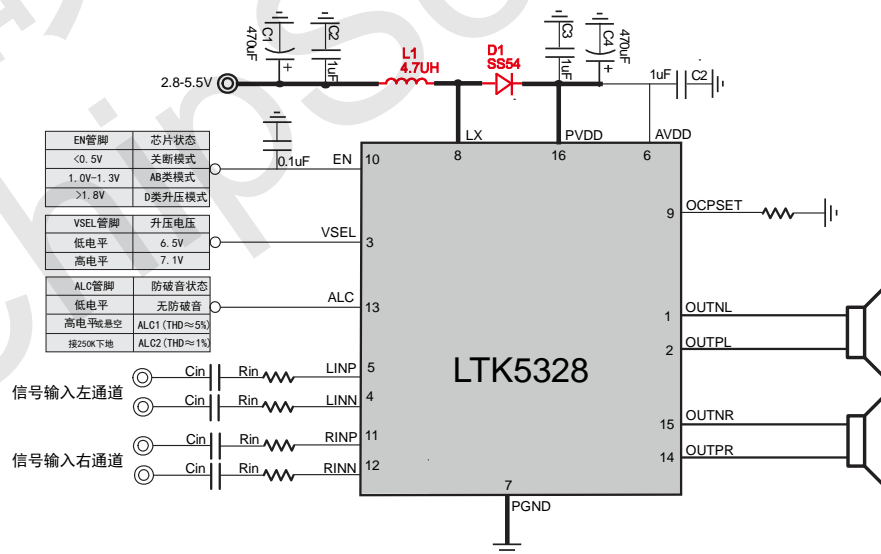 C1
470uF
C2
1uF
L1
4.7UH
D1
SS54
C3
1uF
C4
470uF
2.8-5.5V
1uF
C2
LX
PVDD
AVDD
8
16
6
EN管脚 芯片状态
<0.5V 关断模式
1.0V-1.3V AB类模式
>1.8V D类升压模式
0.1uF
EN
10
VSEL管脚 升压电压
低电平 6.5V
高电平 7.1V
VSEL
3
ALC管脚 防破音状态
低电平 无防破音
高电平或悬空 ALC1(THD≈5%)
接250K下地 ALC2(THD≈1%)
ALC
13
9
OCPSET
1
OUTNL
2
OUTPL
LTK5328
信号输入左通道
Cin Rin LINP 5
Cin Rin LINN 4
信号输入右通道
Cin Rin RINP 11
Cin Rin RINN 12
15
OUTNR
14
OUTPR
7
PGND